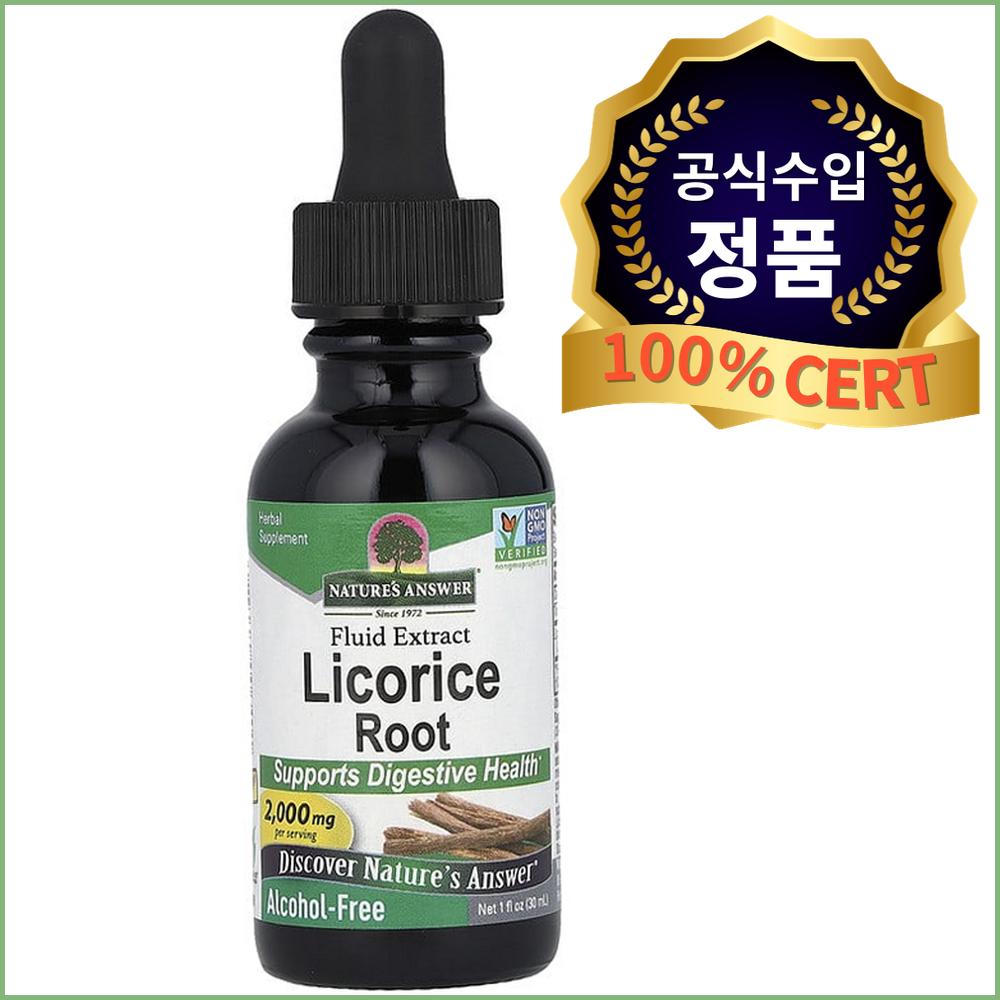 공식수입
정품
100% CERT
Herbal
Supplement
NON
GMO
Project
VERIFIED
nongmoproject.org
NATURE'S ANSWER®
Since 1972
Fluid Extract
Licorice
Root
Supports Digestive Health*
2,000 mg
per serving
Discover Nature's Answer®
Alcohol-Free
Net 1 fl oz (30 mL)